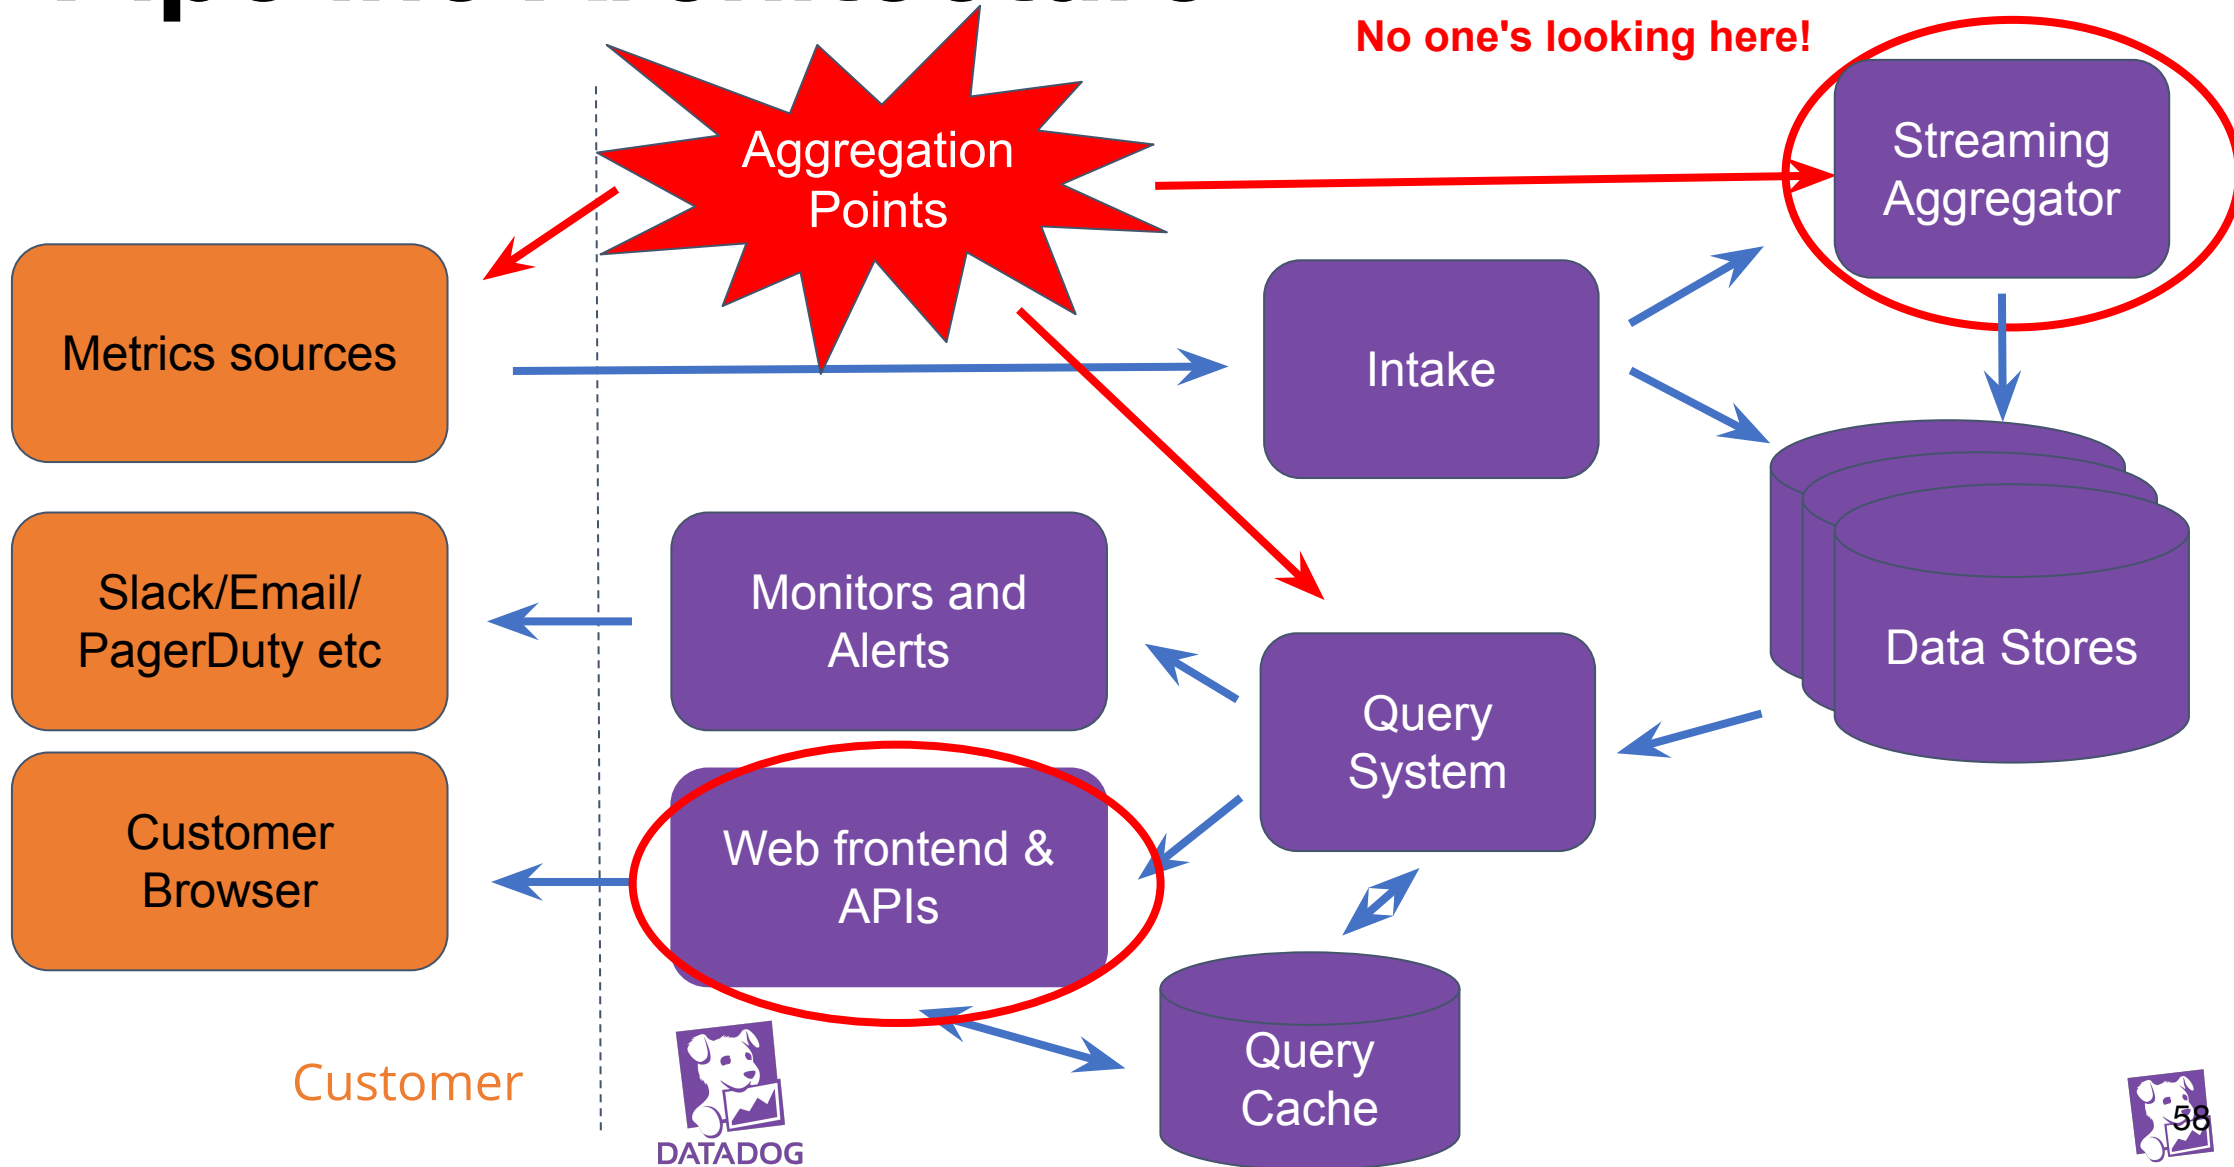 No one's looking here!
Aggregation
Points
Streaming
Aggregator
Metrics sources
Intake
Slack/Email/
PagerDuty etc
Monitors and
Alerts
Data Stores
Query
System
Customer
Browser
Web frontend &
APIs
Query
Cache
Customer
DATADOG
58